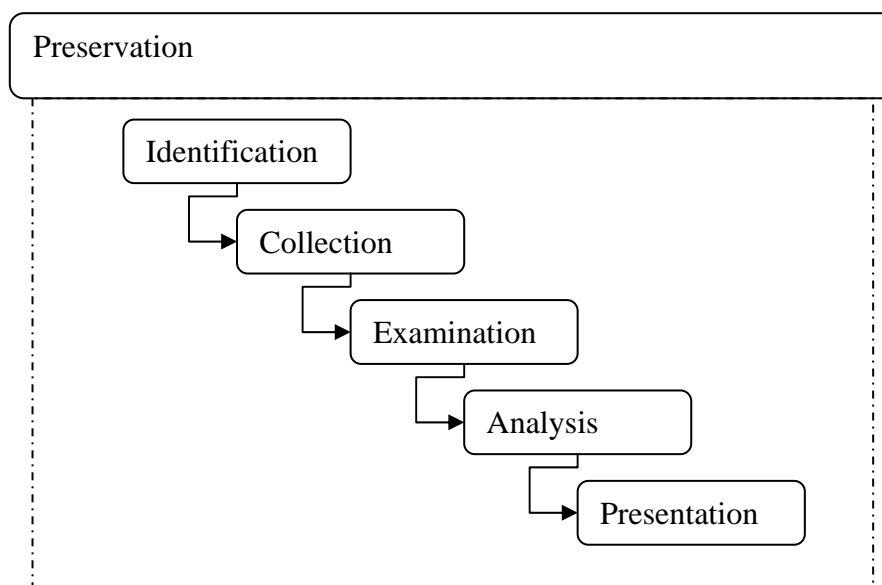 Preservation
Identification
Collection
Examination
Analysis
Presentation